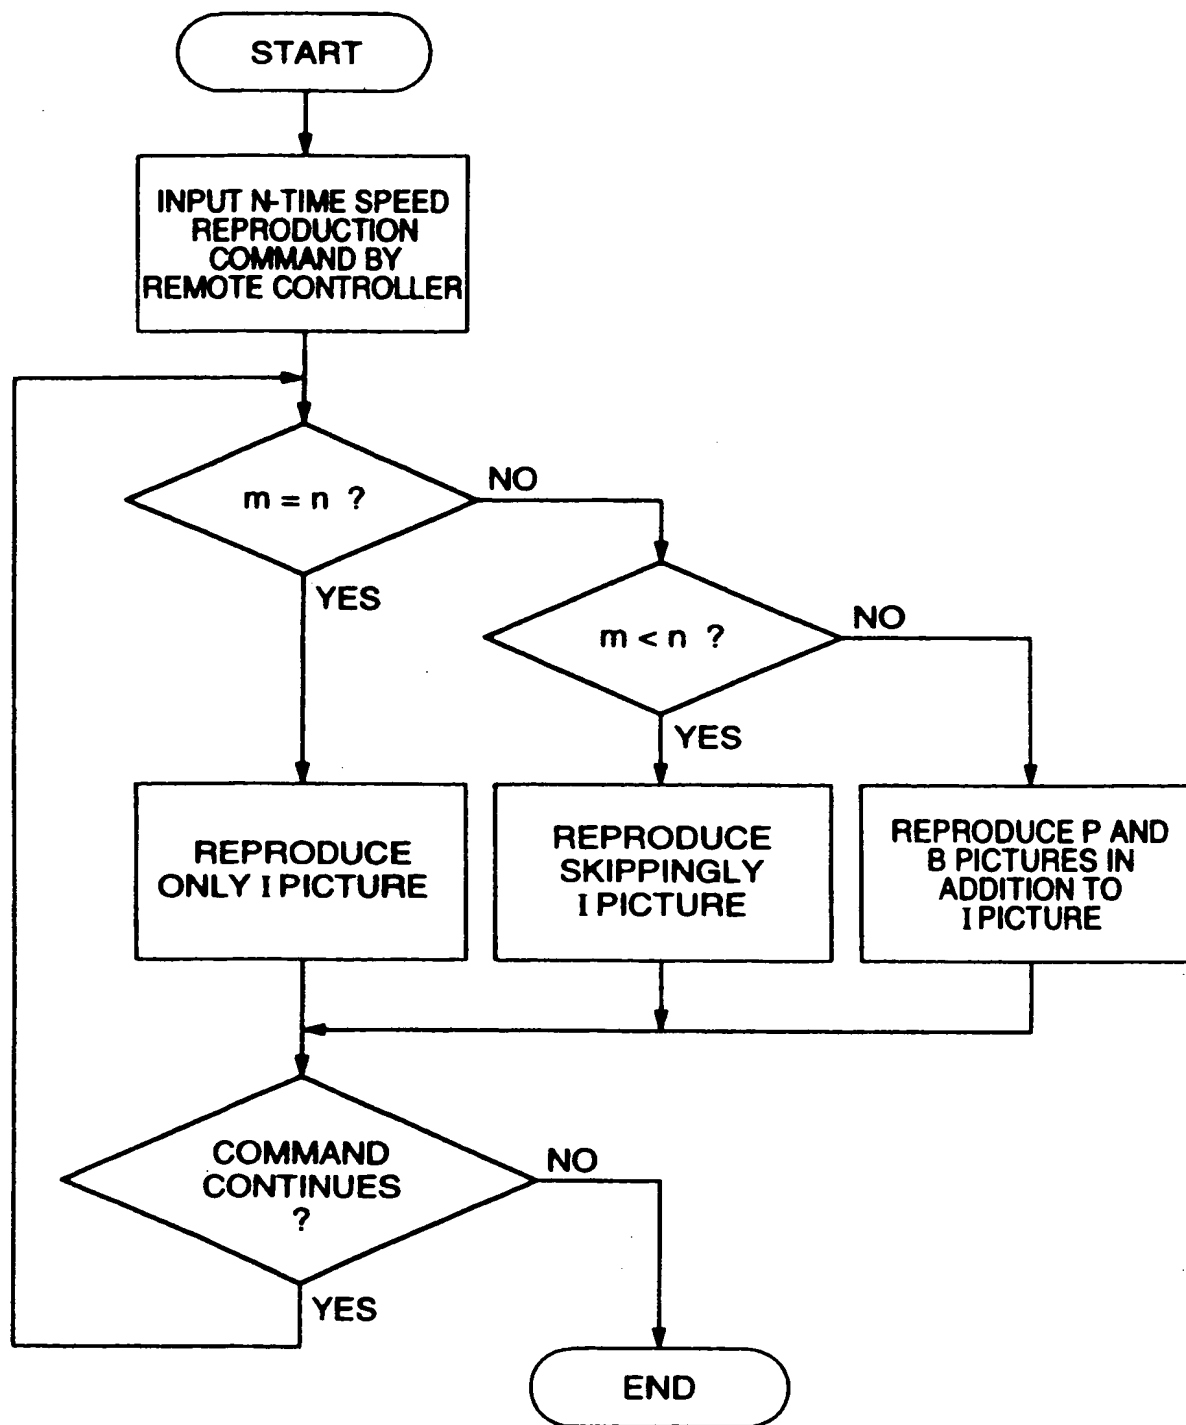 START
INPUT N-TIME SPEED
REPRODUCTION
COMMAND BY
REMOTE CONTROLLER
m = n ?
NO
YES
m < n ?
NO
YES
REPRODUCE
ONLY I PICTURE
REPRODUCE
SKIPPINGLY
I PICTURE
REPRODUCE P AND
B PICTURES IN
ADDITION TO
I PICTURE
COMMAND
CONTINUES
?
NO
YES
END